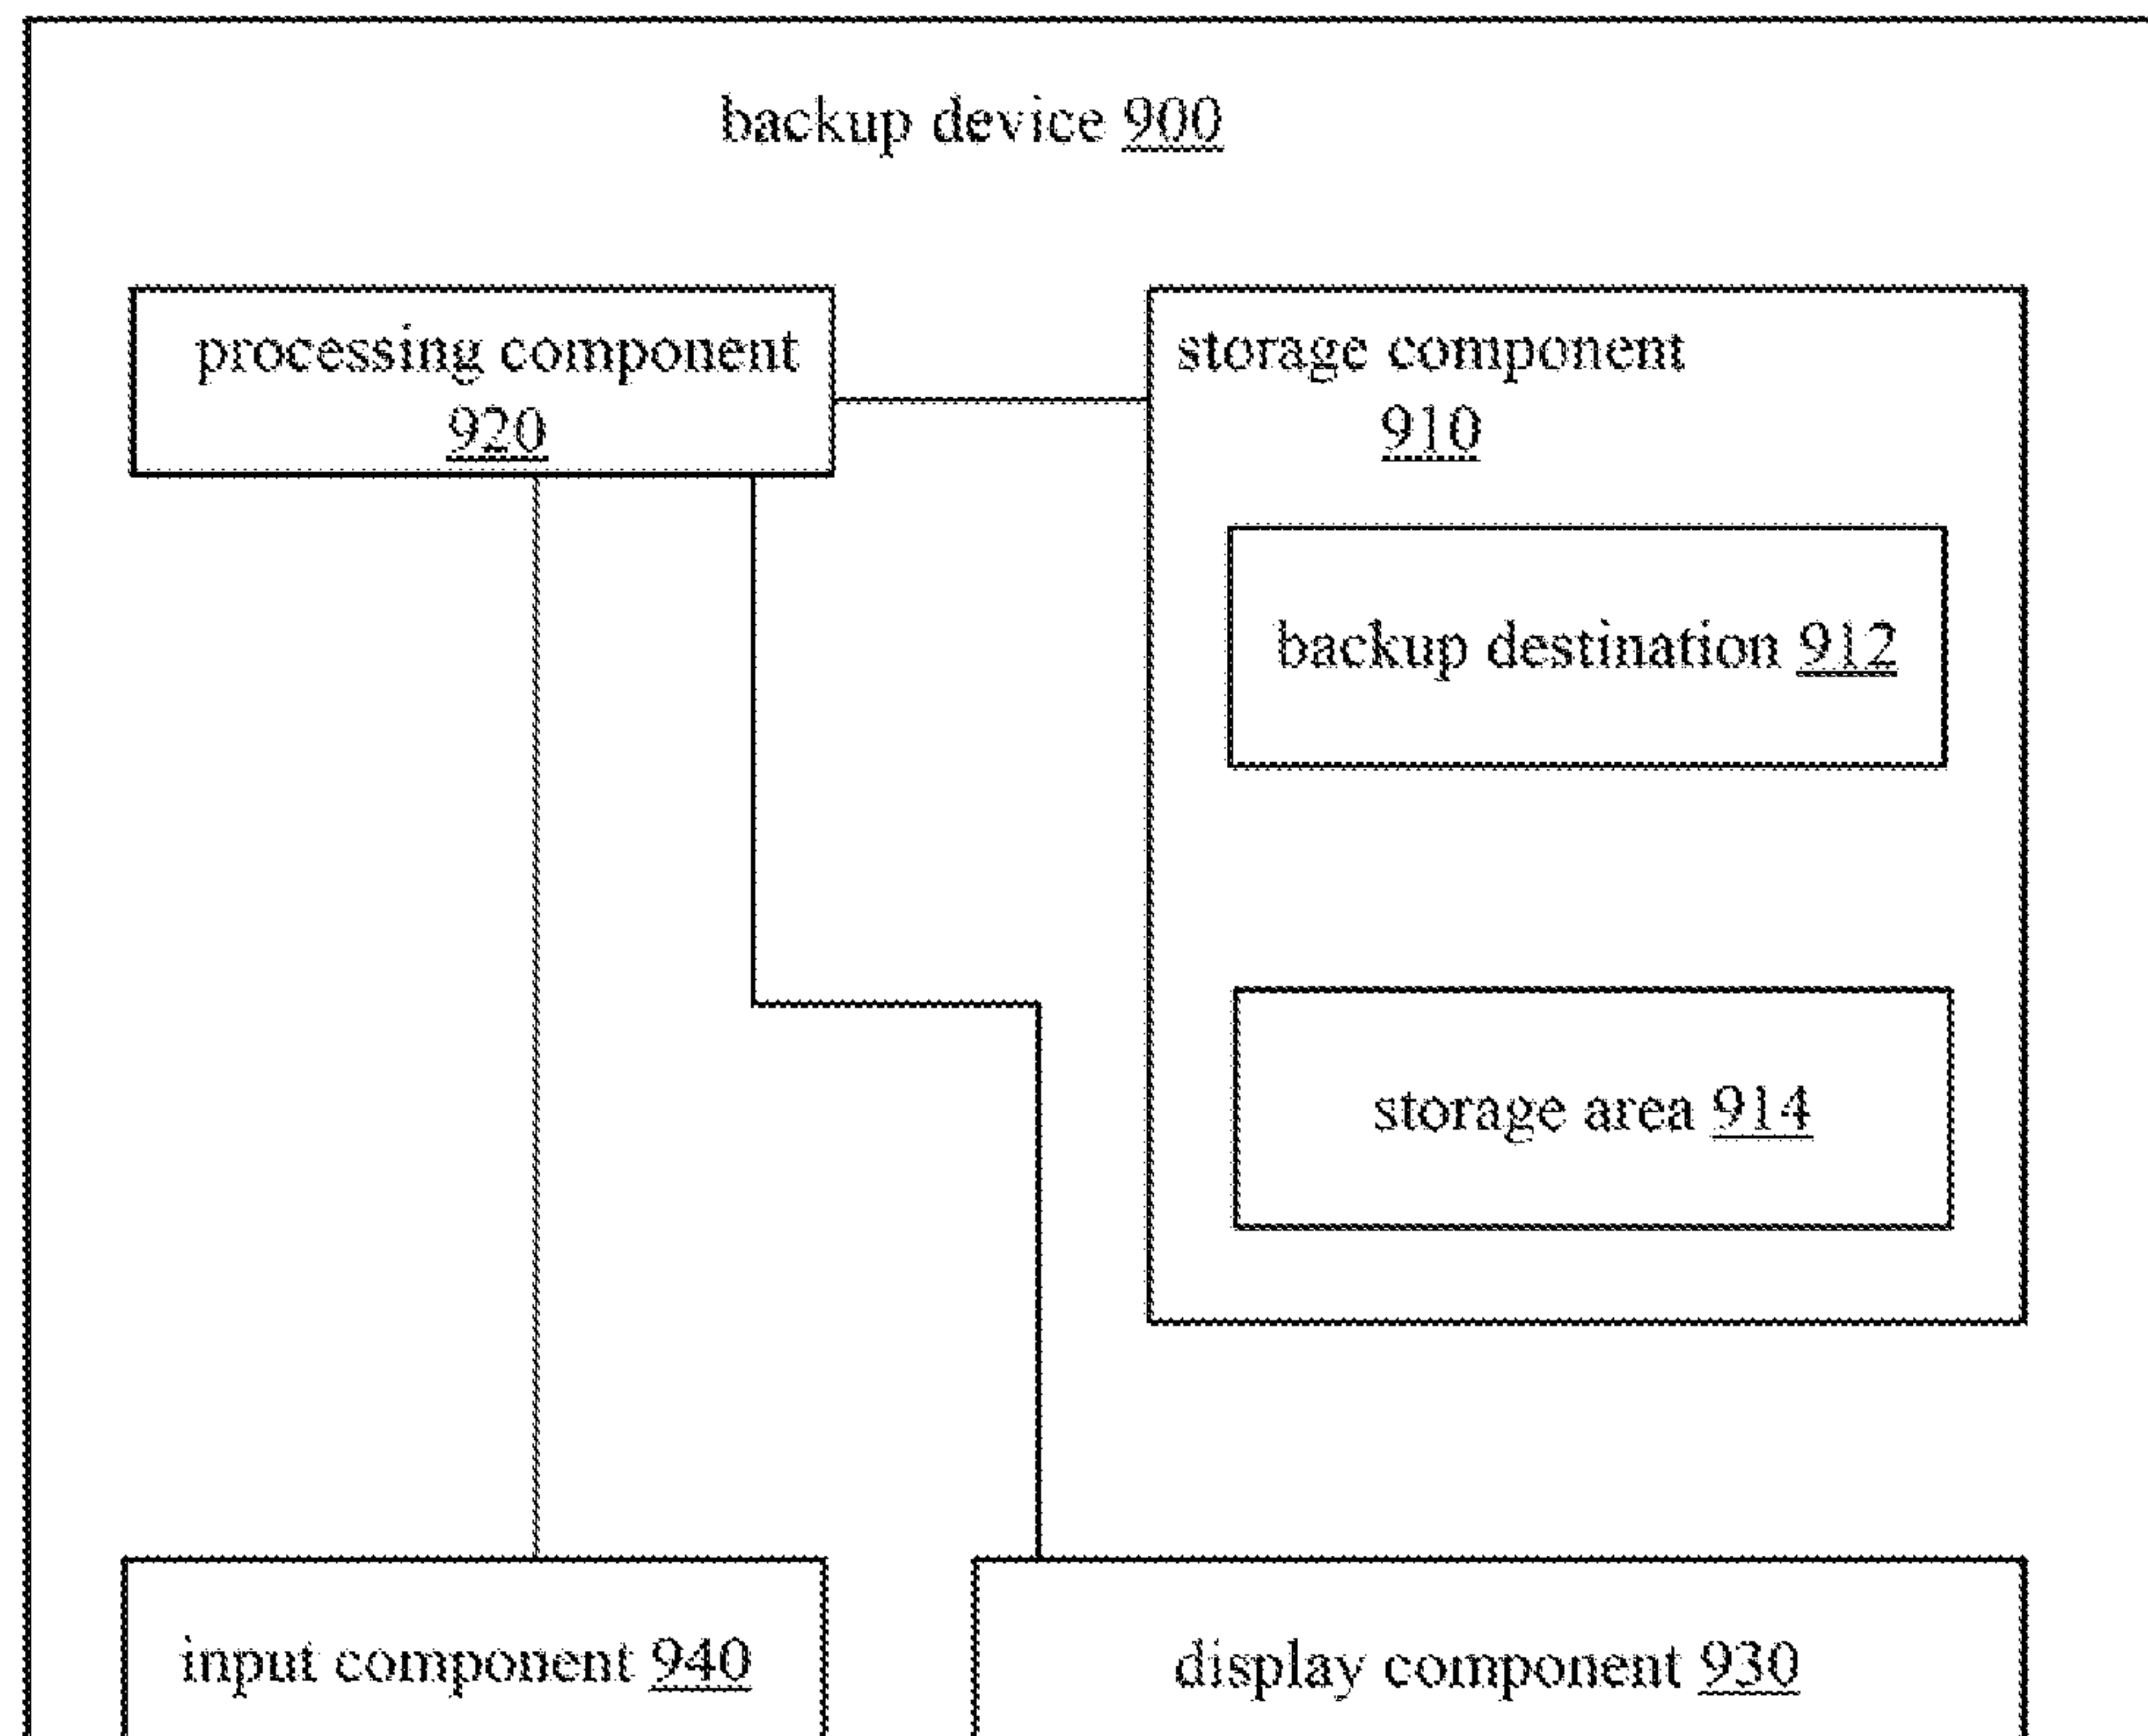 backup device 900
processing component
920
storage component
910
backup destination 912
storage area 914
input component 940
display component 930